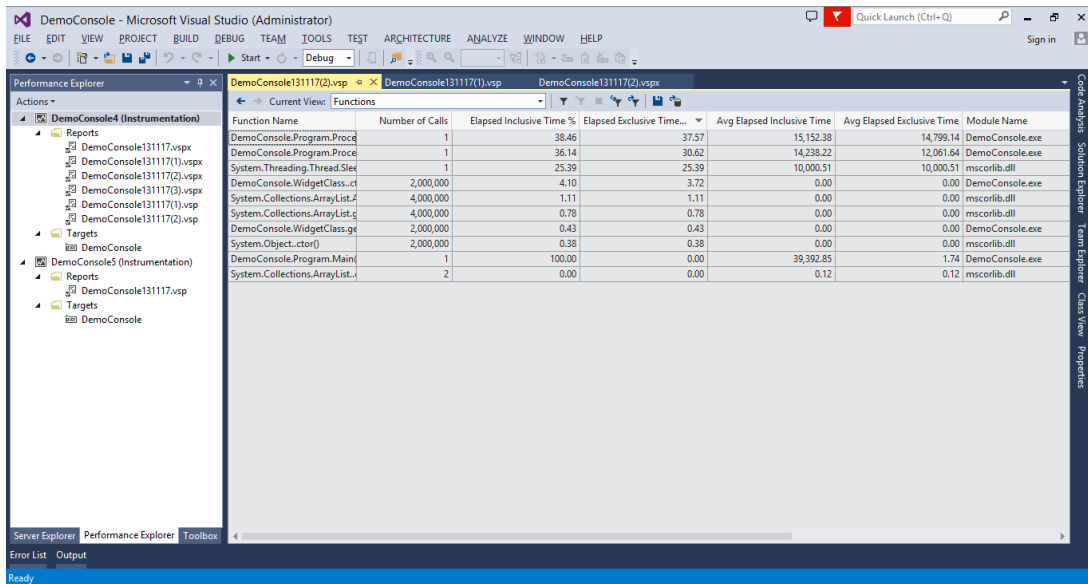 DemoConsole - Microsoft Visual Studio (Administrator)
Quick Launch (Ctrl+Q)
FILE EDIT VIEW PROJECT BUILD DEBUG TEAM TOOLS TEST ARCHITECTURE ANALYZE WINDOW HELP
Sign in
Start Debug
Performance Explorer
Actions
DemoConsole4 (Instrumentation)
Reports
DemoConsole131117.vspx
DemoConsole131117(1).vspx
DemoConsole131117(2).vspx
DemoConsole131117(3).vspx
DemoConsole131117(1).vsp
DemoConsole131117(2).vsp
Targets
DemoConsole
DemoConsole5 (Instrumentation)
Reports
DemoConsole131117.vsp
Targets
DemoConsole
Server Explorer Performance Explorer Toolbox
DemoConsole131117(2).vsp DemoConsole131117(1).vsp DemoConsole131117(2).vspx
Current View: Functions
Function Name Number of Calls Elapsed Inclusive Time % Elapsed Exclusive Time... Avg Elapsed Inclusive Time Avg Elapsed Exclusive Time Module Name
DemoConsole.Program.Proce 1 38.46 37.57 15,152.38 14,799.14 DemoConsole.exe
DemoConsole.Program.Proce 1 36.14 30.62 14,238.22 12,061.64 DemoConsole.exe
System.Threading.Thread.Slee 1 25.39 25.39 10,000.51 10,000.51 mscorlib.dll
DemoConsole.WidgetClass..ct 2,000,000 4.10 3.72 0.00 0.00 DemoConsole.exe
System.Collections.ArrayList.A 4,000,000 1.11 1.11 0.00 0.00 mscorlib.dll
System.Collections.ArrayList.g 4,000,000 0.78 0.78 0.00 0.00 mscorlib.dll
DemoConsole.WidgetClass.ge 2,000,000 0.43 0.43 0.00 0.00 DemoConsole.exe
System.Object..ctor() 2,000,000 0.38 0.38 0.00 0.00 mscorlib.dll
DemoConsole.Program.Main( 1 100.00 0.00 39,392.85 1.74 DemoConsole.exe
System.Collections.ArrayList.. 2 0.00 0.00 0.12 0.12 mscorlib.dll
Code Analysis
Solution Explorer
Team Explorer
Class View
Properties
Error List Output
Ready